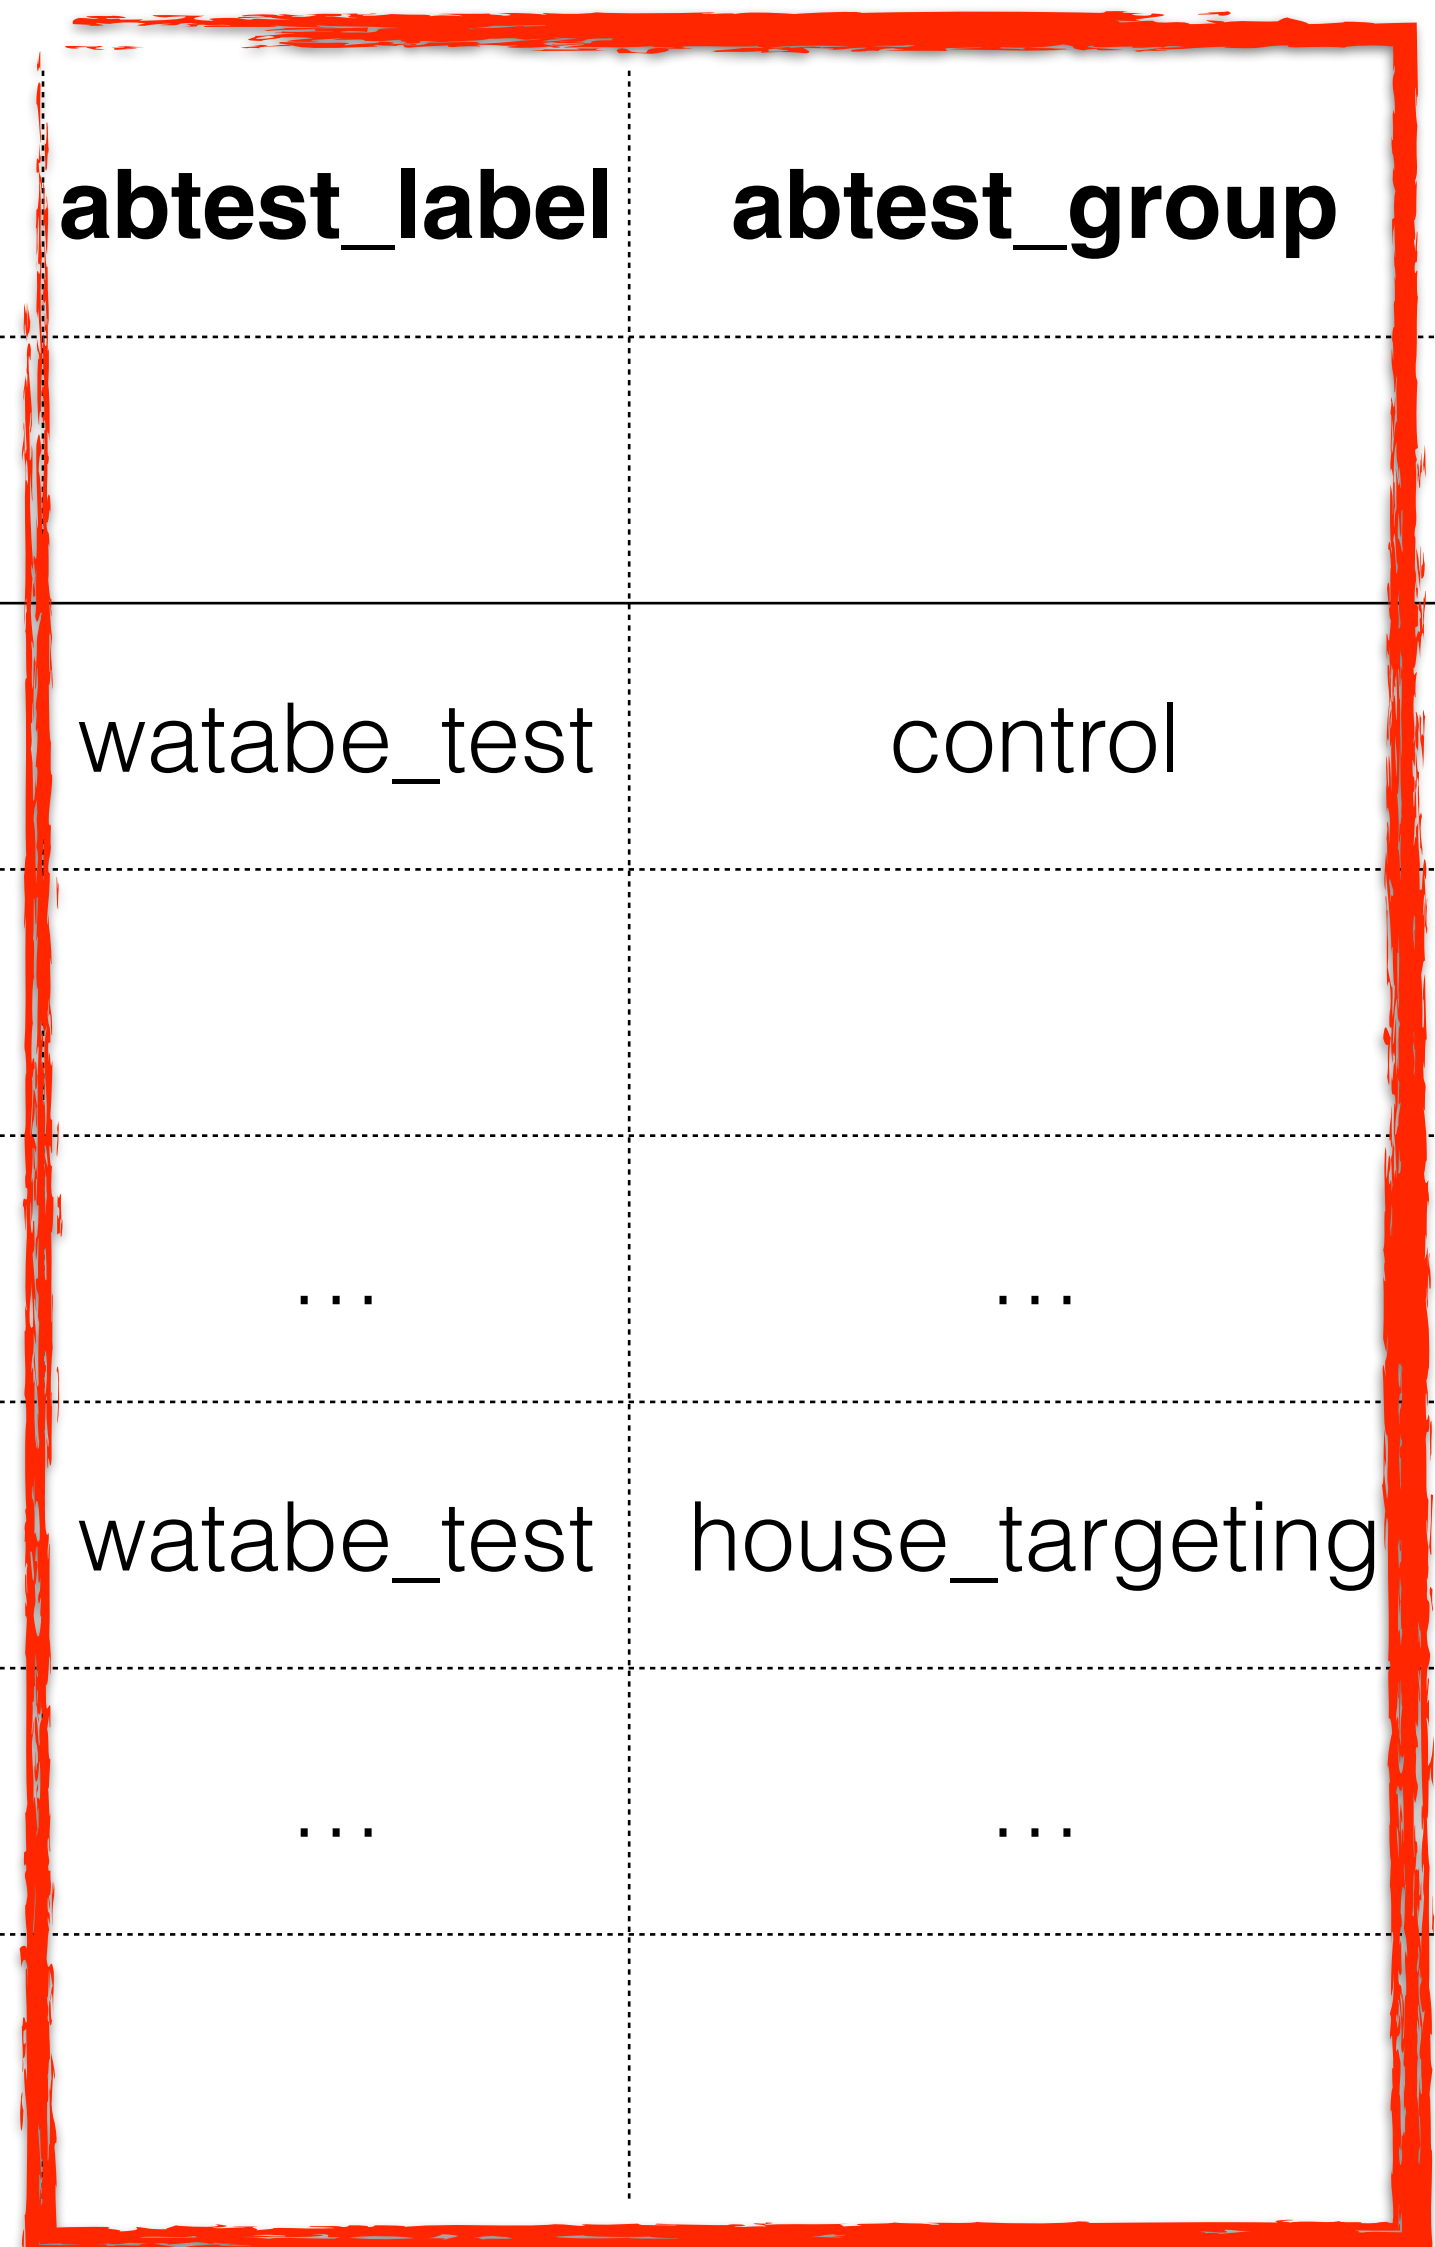 abtest_label abtest_group
watabe_test control
... ...
watabe_test house_targeting
... ...